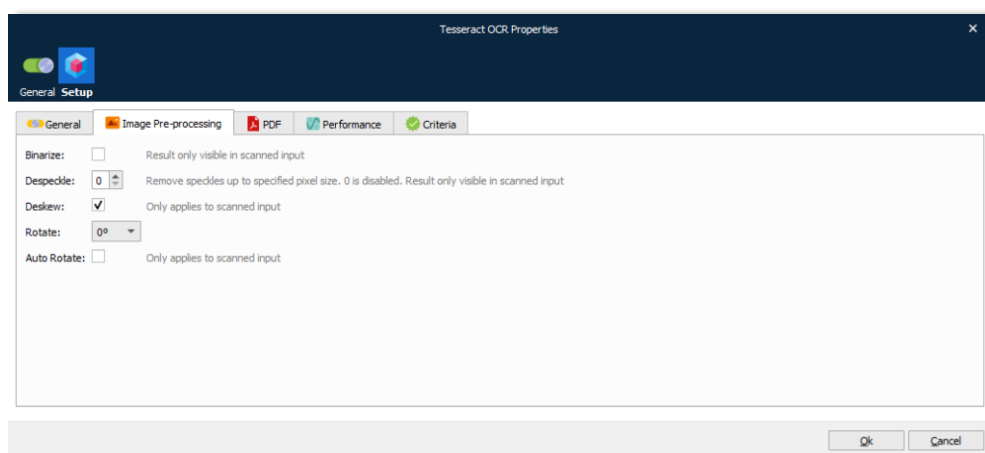 Tesseract OCR Properties
General Setup
General Image Pre-processing PDF Performance Criteria
Binarize: Result only visible in scanned input
Despeckle: 0 Remove speckles up to specified pixel size. 0 is disabled. Result only visible in scanned input
Deskew: Only applies to scanned input
Rotate: 0º
Auto Rotate: Only applies to scanned input
Ok Cancel